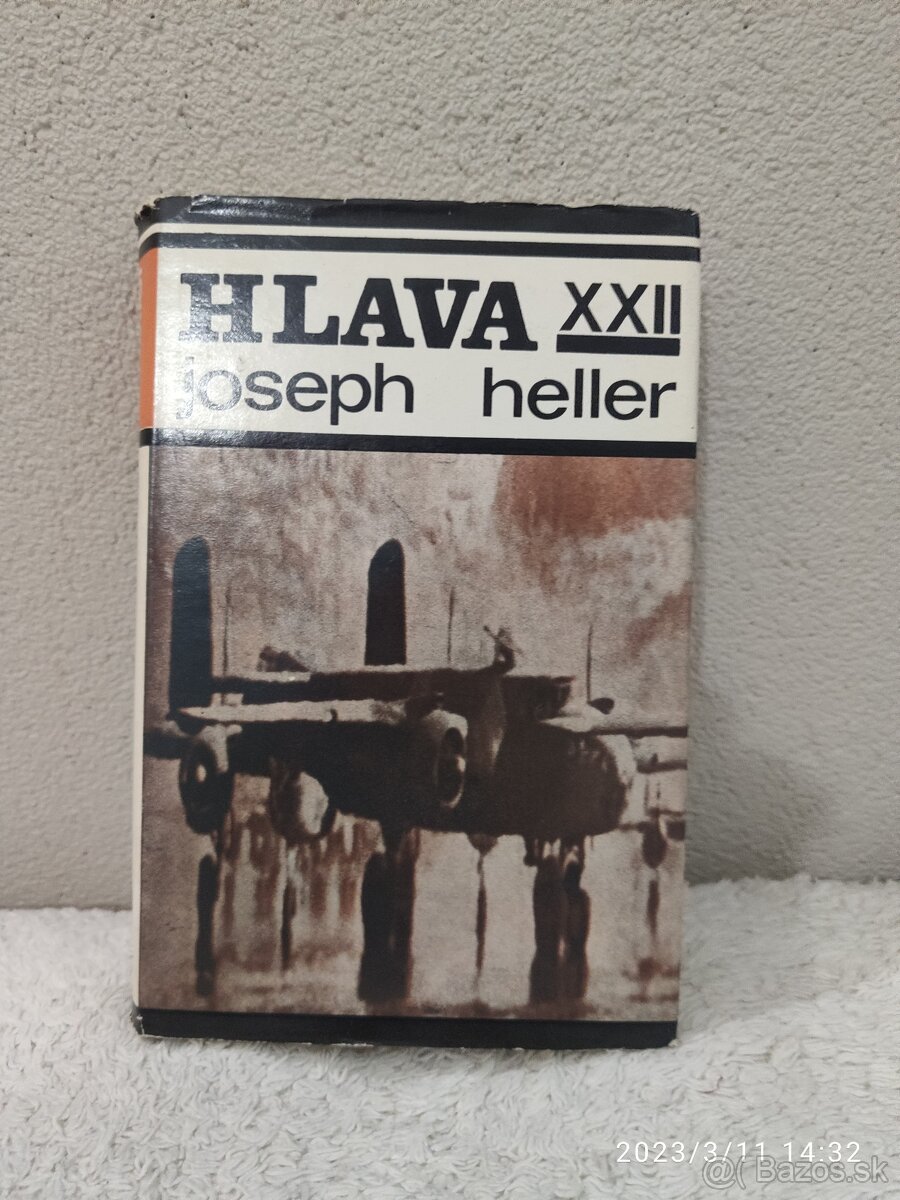 HLAVA XXII
joseph heller
2023/3/11 14:32
@( Bazos.sk